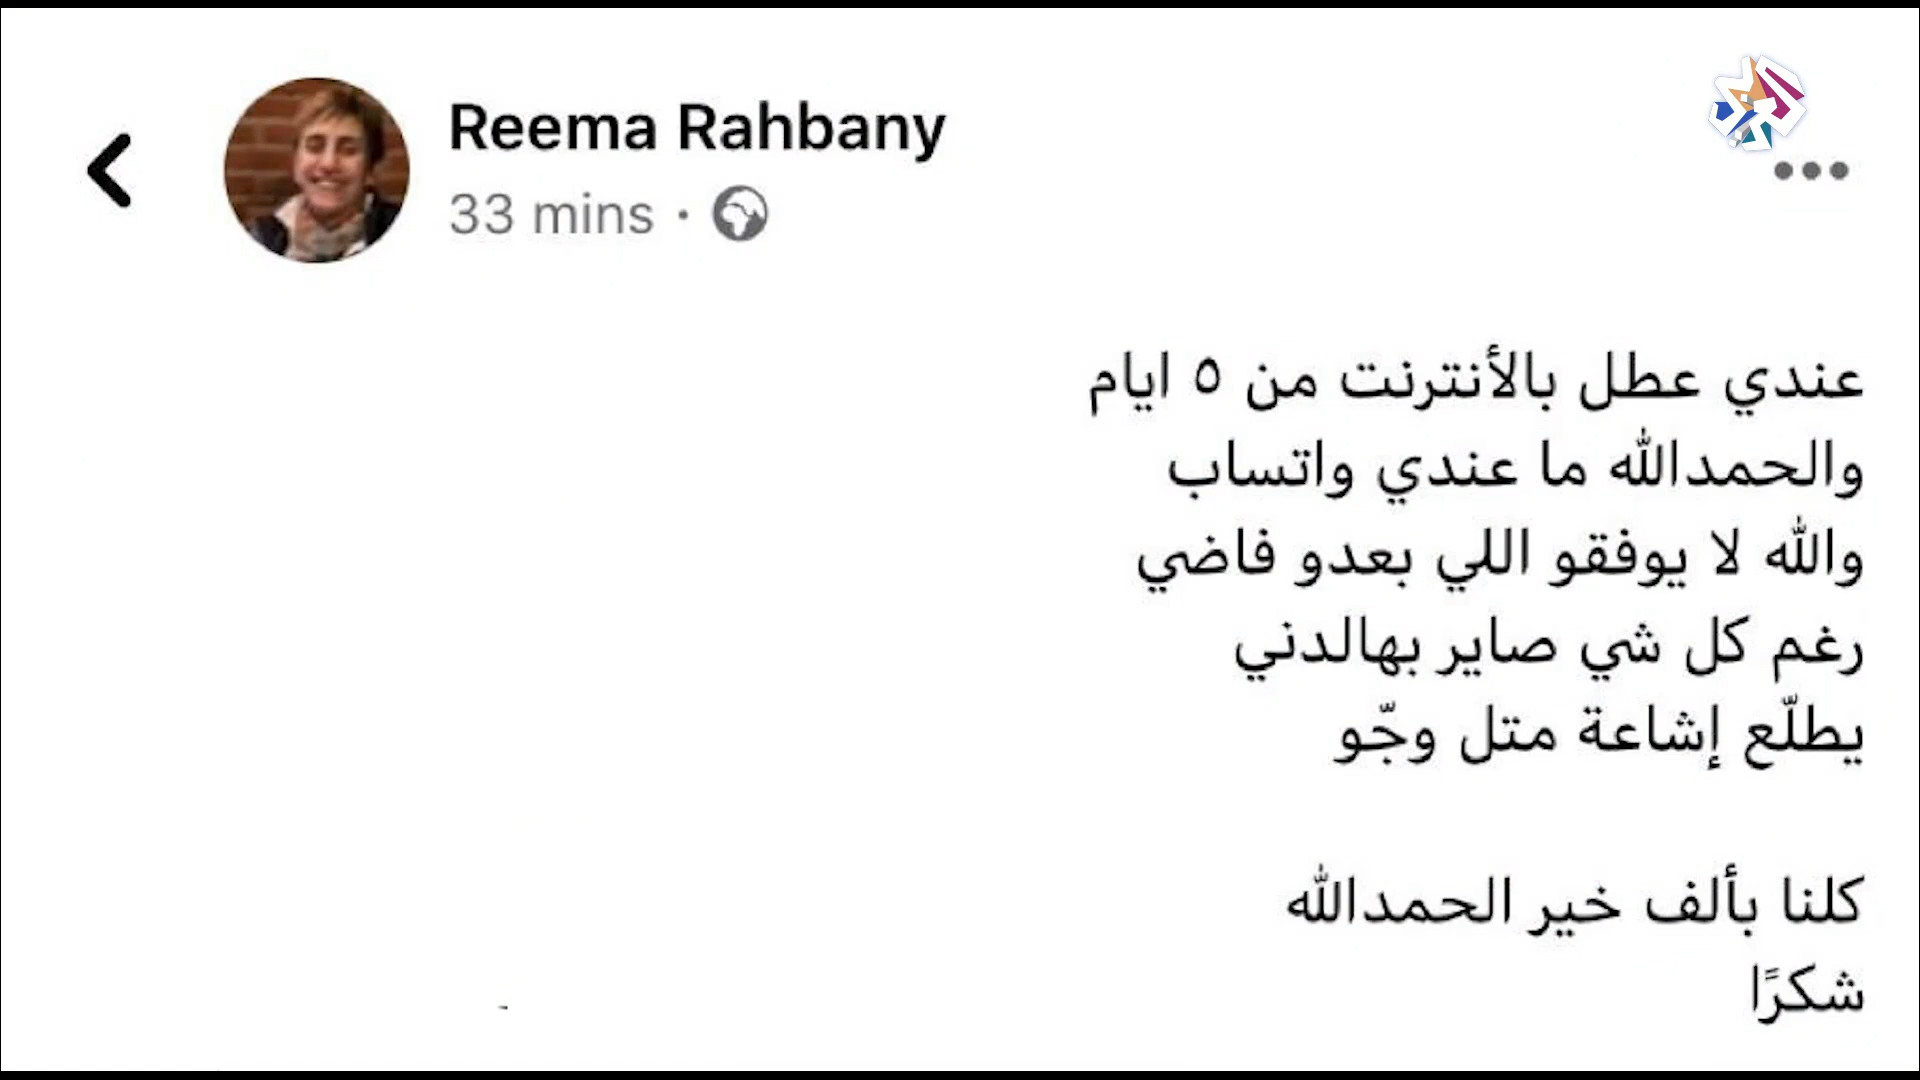 Reema Rahbany
33 mins ·
عندي عطل بالأنترنت من ٥ ايام
والحمدالله ما عندي واتساب
والله لا يوفقو اللي بعدو فاضي
رغم كل شي صاير بهالدني
يطلّع إشاعة متل وجّو
كلنا بألف خير الحمدالله
شكرًا